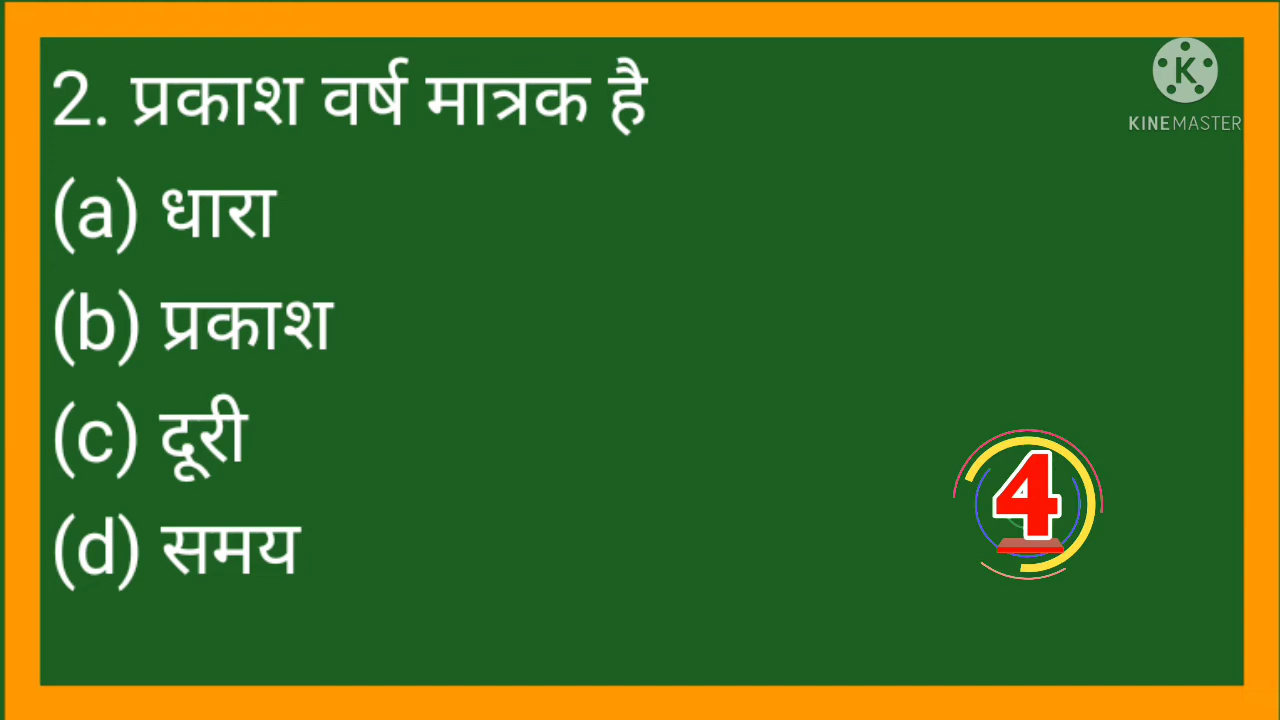 2. प्रकाश वर्ष मात्रक है
(a) धारा
(b) प्रकाश
(c) दूरी
(d) समय
K
KINEMASTER
4